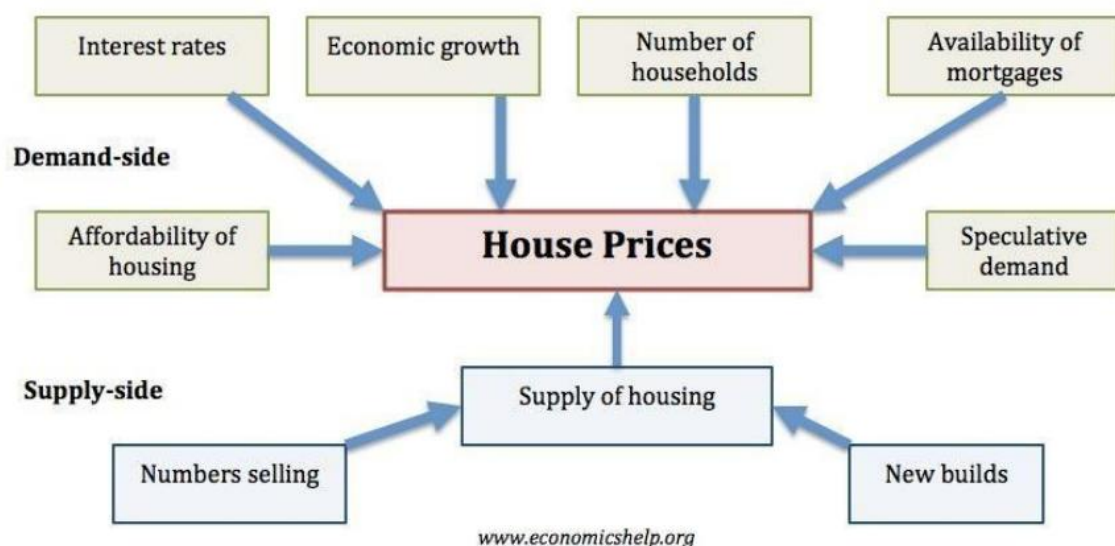 Interest rates
Economic growth
Number of
households
Availability of
mortgages
Demand-side
Affordability of
housing
House Prices
Speculative
demand
Supply-side
Supply of housing
Numbers selling
New builds
www.economicshelp.org